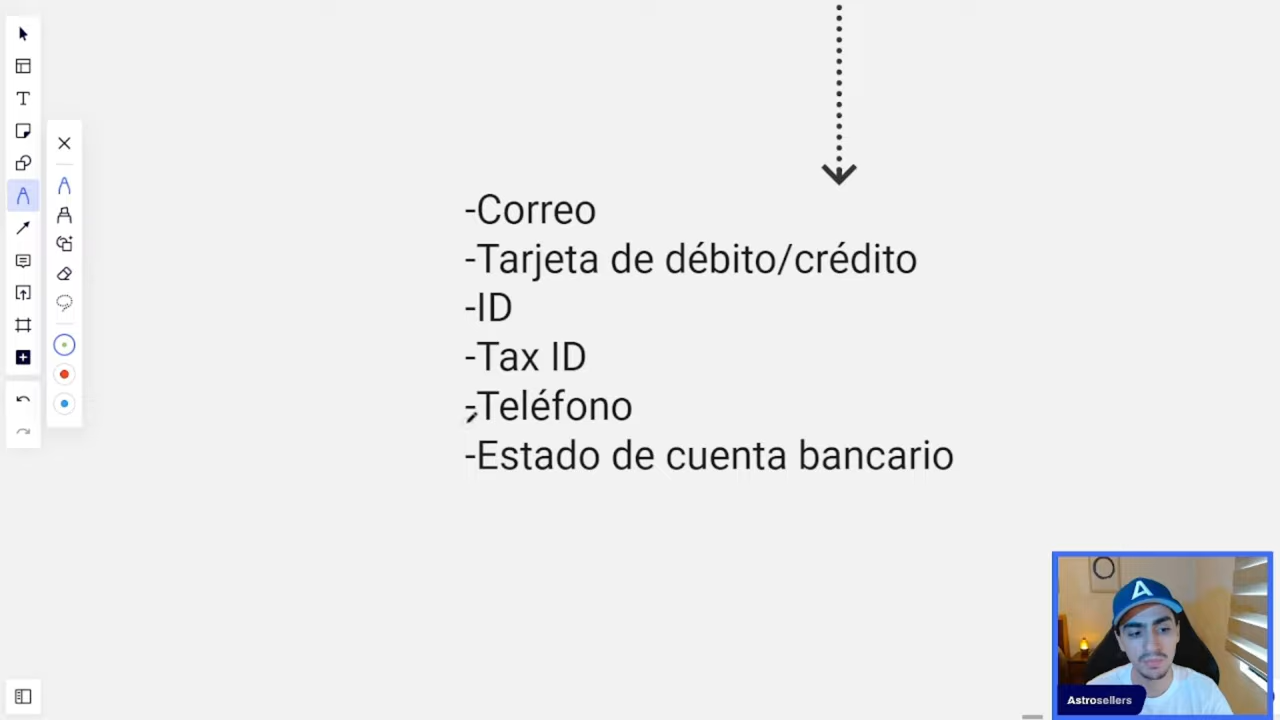 -Correo
-Tarjeta de débito/crédito
-ID
-Tax ID
-Teléfono
-Estado de cuenta bancario
Astrosellers